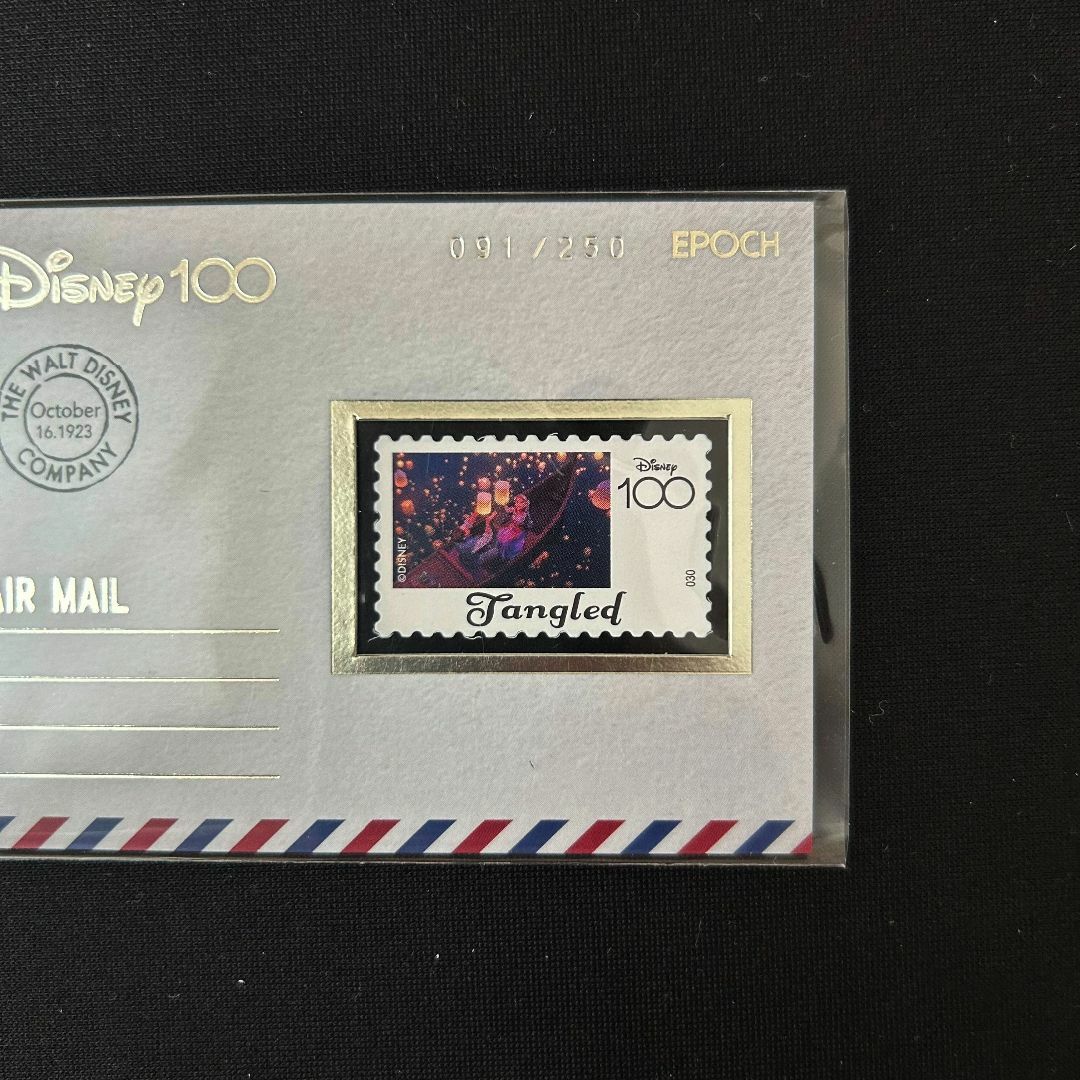 091/250 EPOCH
Disney100
THE WALT DISNEY
October
16.1923
COMPANY
Disney
100
©DISNEY
030
Tangled
AIR MAIL